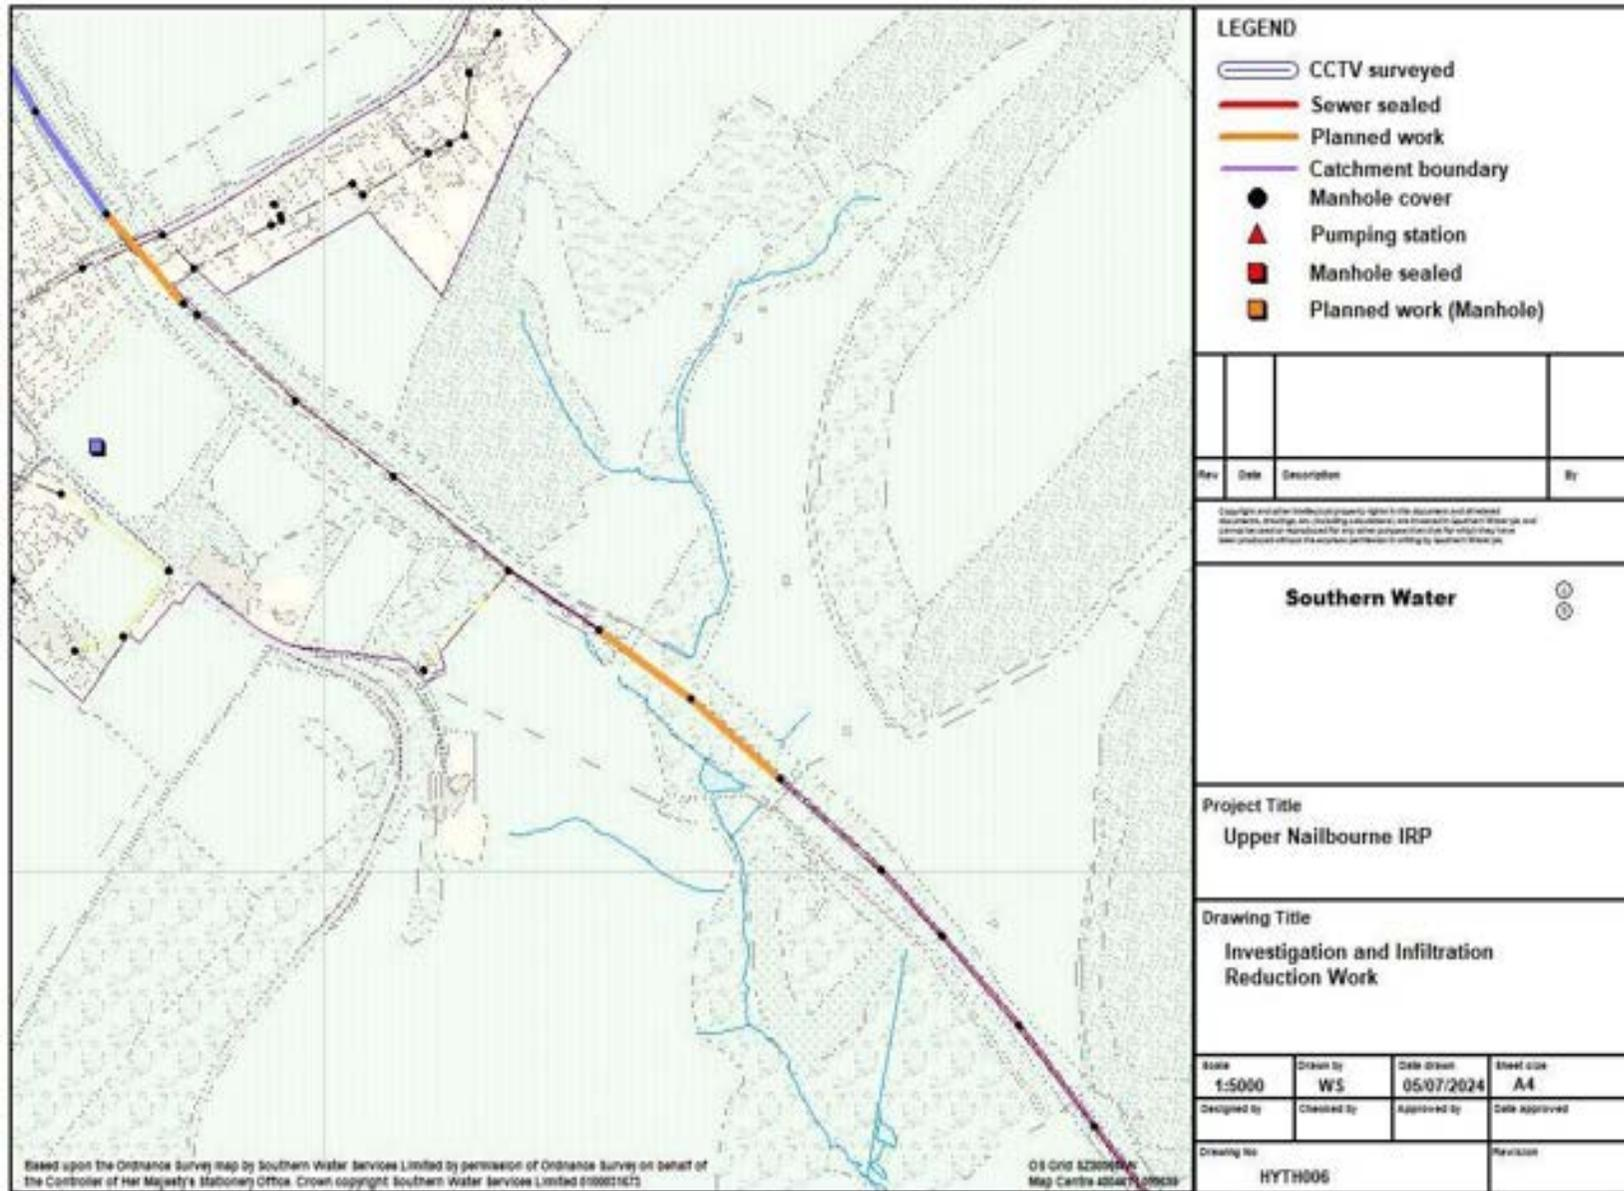 LEGEND
CCTV surveyed
Sewer sealed
Planned work
Catchment boundary
Manhole cover
Pumping station
Manhole sealed
Planned work (Manhole)
Rev Date Description By
Southern Water
Project Title
Upper Nailbourne IRP
Drawing Title
Investigation and Infiltration
Reduction Work
Scale Drawn by Date drawn Sheet size
1:5000 WS 05/07/2024 A4
Designed by Checked by Approved by Date approved
Drawing No Revision
HYTH006
Based upon the Ordnance Survey map by Southern Water Services Limited by permission of Ordnance Survey on behalf of
the Controller of Her Majesty's Stationery Office. Crown copyright Southern Water Services Limited
OS Grid
Map Centre